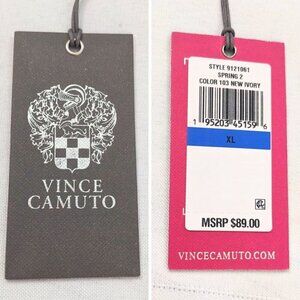 VINCE
CAMUTO
STYLE 9121061
SPRING 2
COLOR 103 NEW IVORY
1 95203 45159 6
XL
MSRP $89.00
VINCECAMUTO.COM